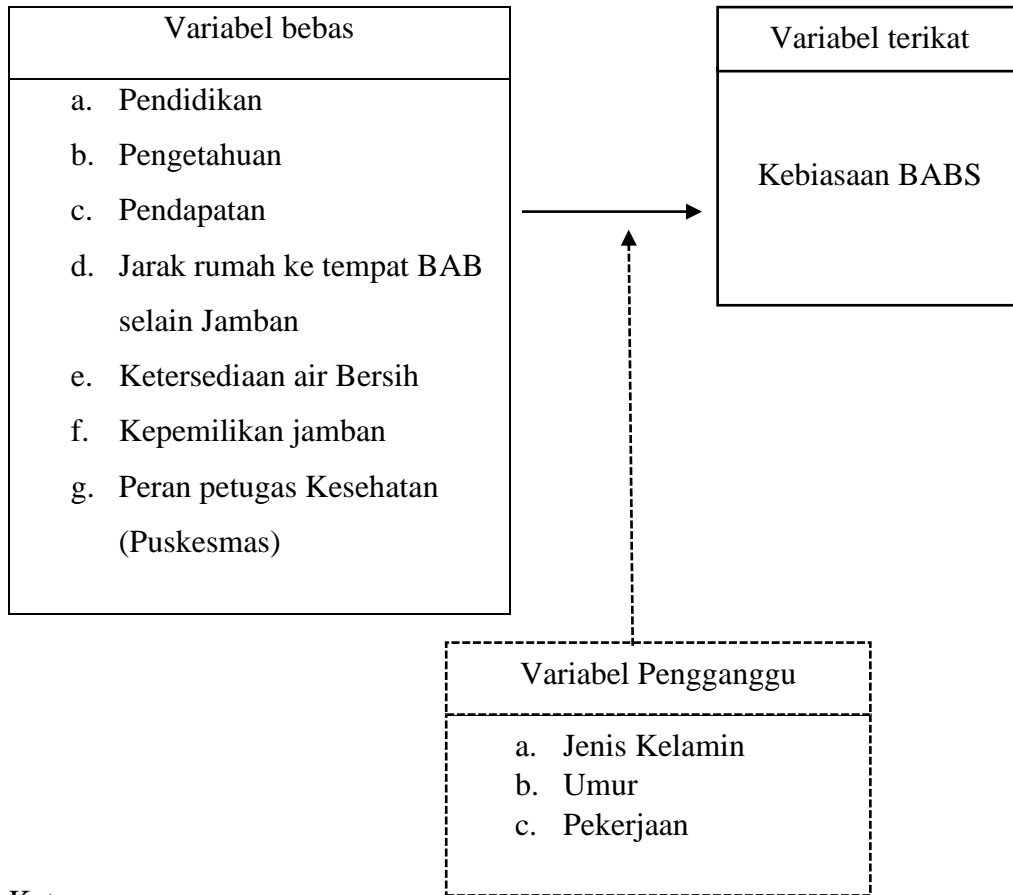 Variabel bebas
a. Pendidikan
b. Pengetahuan
c. Pendapatan
d. Jarak rumah ke tempat BAB
selain Jamban
e. Ketersediaan air Bersih
f. Kepemilikan jamban
g. Peran petugas Kesehatan
(Puskesmas)
Variabel terikat
Kebiasaan BABS
Variabel Pengganggu
a. Jenis Kelamin
b. Umur
c. Pekerjaan